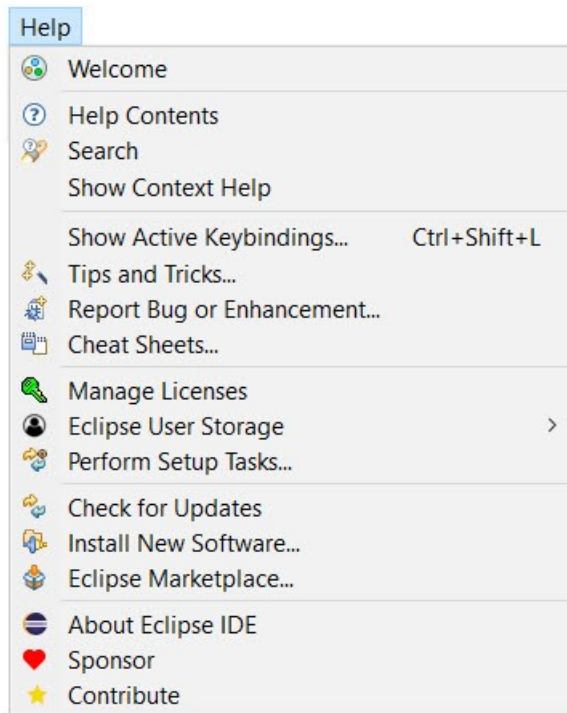 Help
Welcome
Help Contents
Search
Show Context Help
Show Active Keybindings... Ctrl+Shift+L
Tips and Tricks...
Report Bug or Enhancement...
Cheat Sheets...
Manage Licenses
Eclipse User Storage
Perform Setup Tasks...
Check for Updates
Install New Software...
Eclipse Marketplace...
About Eclipse IDE
Sponsor
Contribute